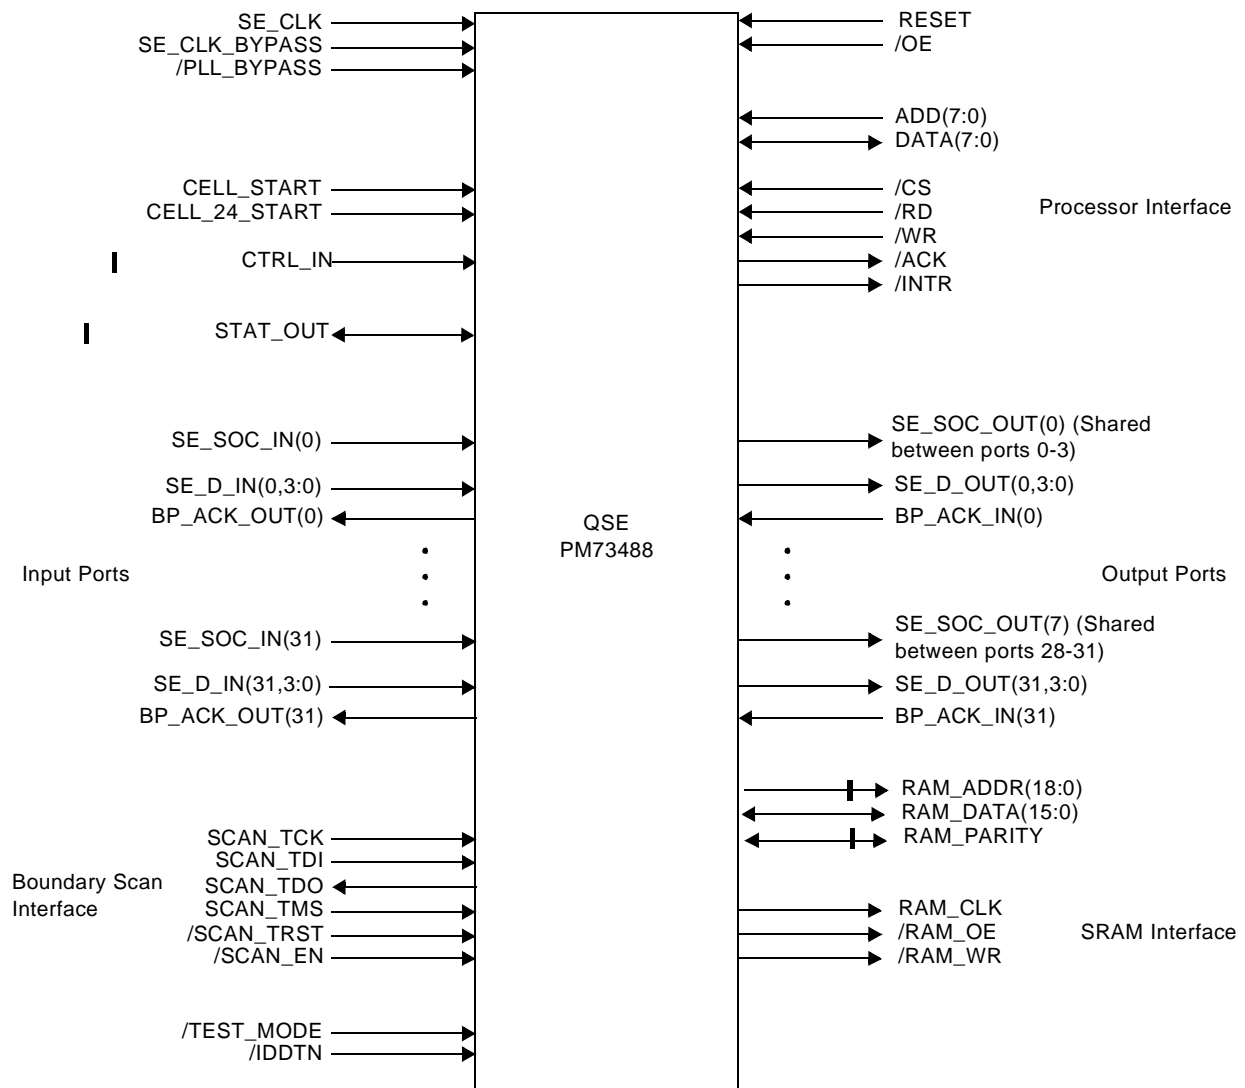 SE_CLK
SE_CLK_BYPASS
/PLL_BYPASS
CELL_START
CELL_24_START
CTRL_IN
STAT_OUT
SE_SOC_IN(0)
SE_D_IN(0,3:0)
BP_ACK_OUT(0)
Input Ports
SE_SOC_IN(31)
SE_D_IN(31,3:0)
BP_ACK_OUT(31)
SCAN_TCK
SCAN_TDI
Boundary Scan
Interface
SCAN_TDO
SCAN_TMS
/SCAN_TRST
/SCAN_EN
/TEST_MODE
/IDDTN
QSE
PM73488
RESET
/OE
ADD(7:0)
DATA(7:0)
/CS
/RD
/WR
/ACK
/INTR
Processor Interface
SE_SOC_OUT(0) (Shared
between ports 0-3)
SE_D_OUT(0,3:0)
BP_ACK_IN(0)
Output Ports
SE_SOC_OUT(7) (Shared
between ports 28-31)
SE_D_OUT(31,3:0)
BP_ACK_IN(31)
RAM_ADDR(18:0)
RAM_DATA(15:0)
RAM_PARITY
RAM_CLK
/RAM_OE
/RAM_WR
SRAM Interface